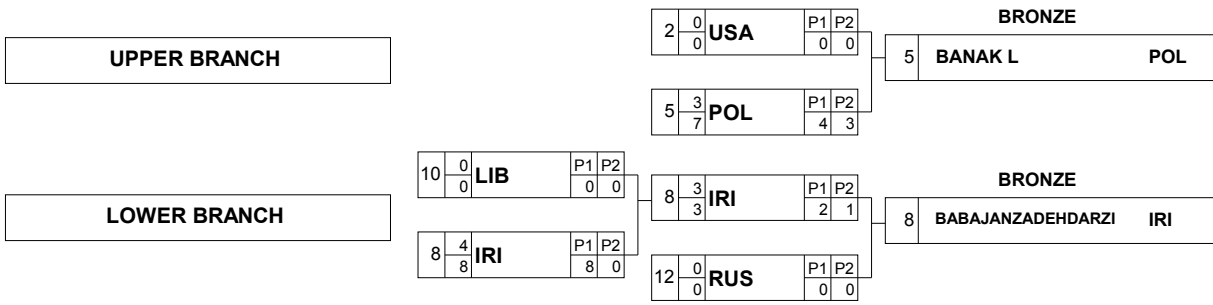 UPPER BRANCH
2 0 0 USA P1 P2 0 0
5 3 7 POL P1 P2 4 3
BRONZE
5 BANAK L POL
LOWER BRANCH
10 0 0 LIB P1 P2 0 0
8 4 8 IRI P1 P2 8 0
8 3 3 IRI P1 P2 2 1
12 0 0 RUS P1 P2 0 0
BRONZE
8 BABAJANZADEHDARZI IRI